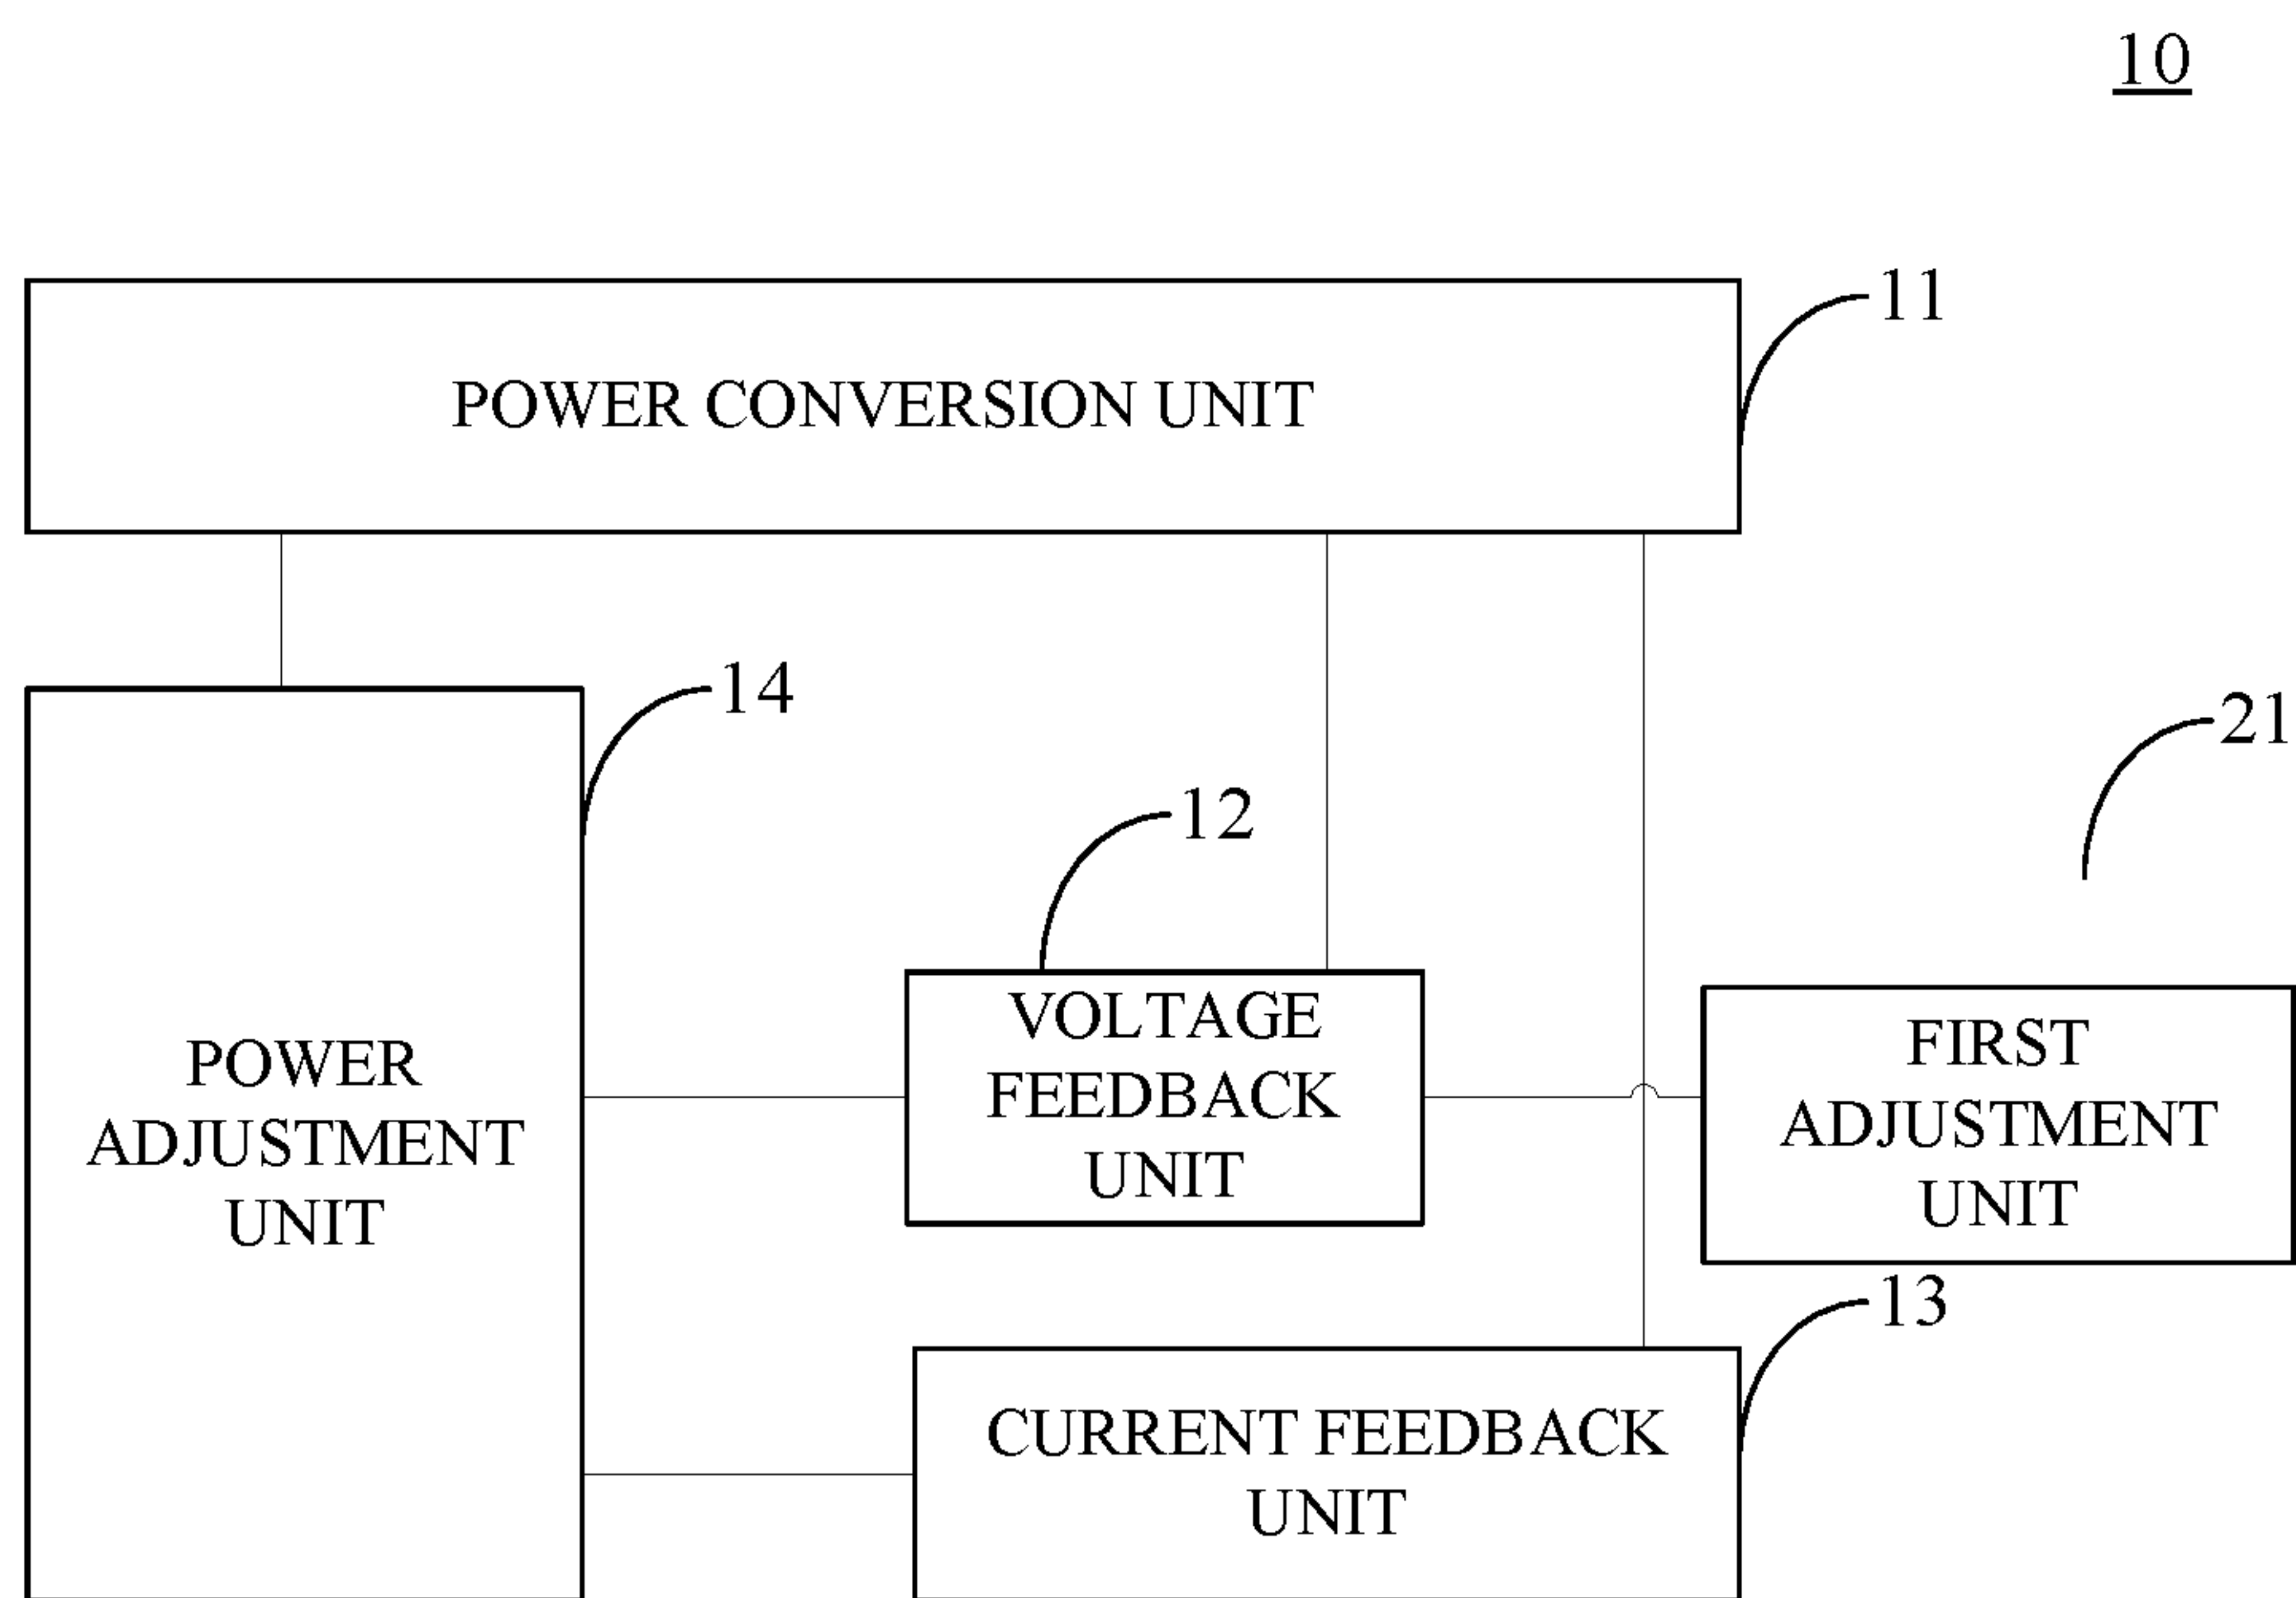 10
11
POWER CONVERSION UNIT
14
21
12
VOLTAGE
FEEDBACK
UNIT
FIRST
ADJUSTMENT
UNIT
POWER
ADJUSTMENT
UNIT
13
CURRENT FEEDBACK
UNIT